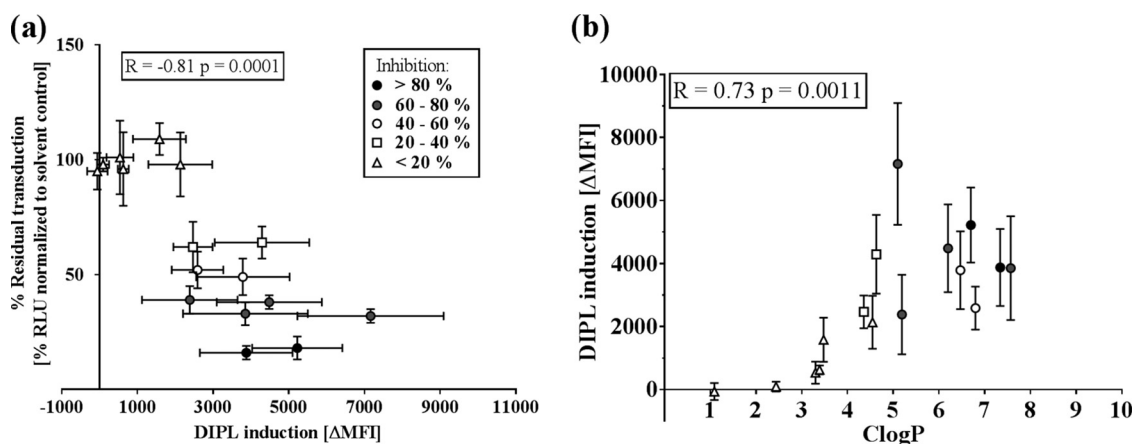 (a)
150
100
50
R = -0.81 p = 0.0001
Inhibition:
> 80 %
60 - 80 %
40 - 60 %
20 - 40 %
< 20 %
% Residual transduction
[% RLU normalized to solvent control]
-1000 1000 3000 5000 7000 9000 11000
DIPL induction [ΔMFI]
(b)
R = 0.73 p = 0.0011
10000
8000
6000
4000
2000
0
DIPL induction [ΔMFI]
1 2 3 4 5 6 7 8 9 10
ClogP